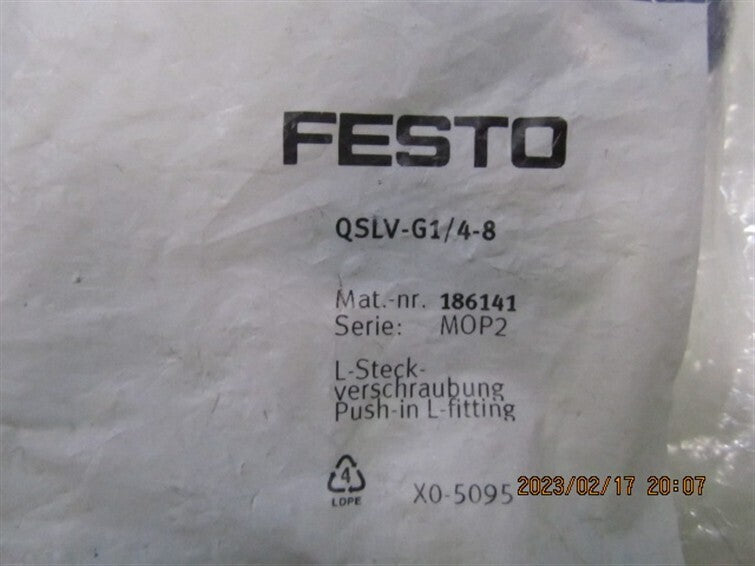 FESTO
QSLV-G1/4-8
Mat.-nr. 186141
Serie: MOP2
L-Steck-
verschraubung
Push-in L-fitting
4
LDPE
X0-5095
2023/02/17 20:07